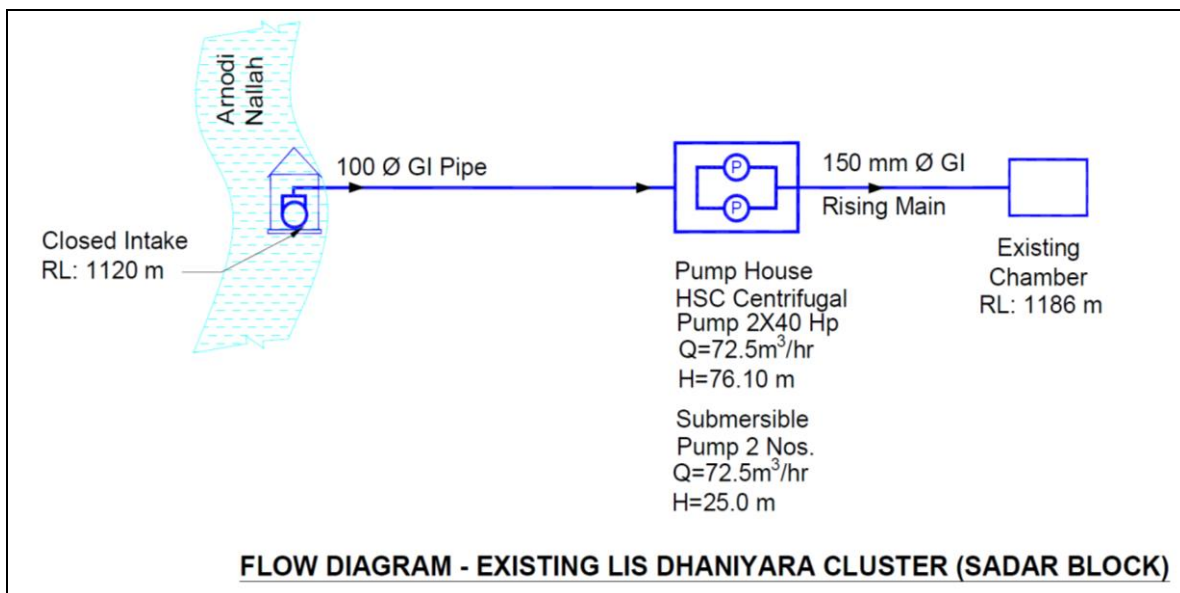 Arnodi
Nallah
100 Ø GI Pipe
Closed Intake
RL: 1120 m
P
P
150 mm Ø GI
Rising Main
Pump House
HSC Centrifugal
Pump 2X40 Hp
Q=72.5m³/hr
H=76.10 m
Submersible
Pump 2 Nos.
Q=72.5m³/hr
H=25.0 m
Existing
Chamber
RL: 1186 m
FLOW DIAGRAM - EXISTING LIS DHANIYARA CLUSTER (SADAR BLOCK)